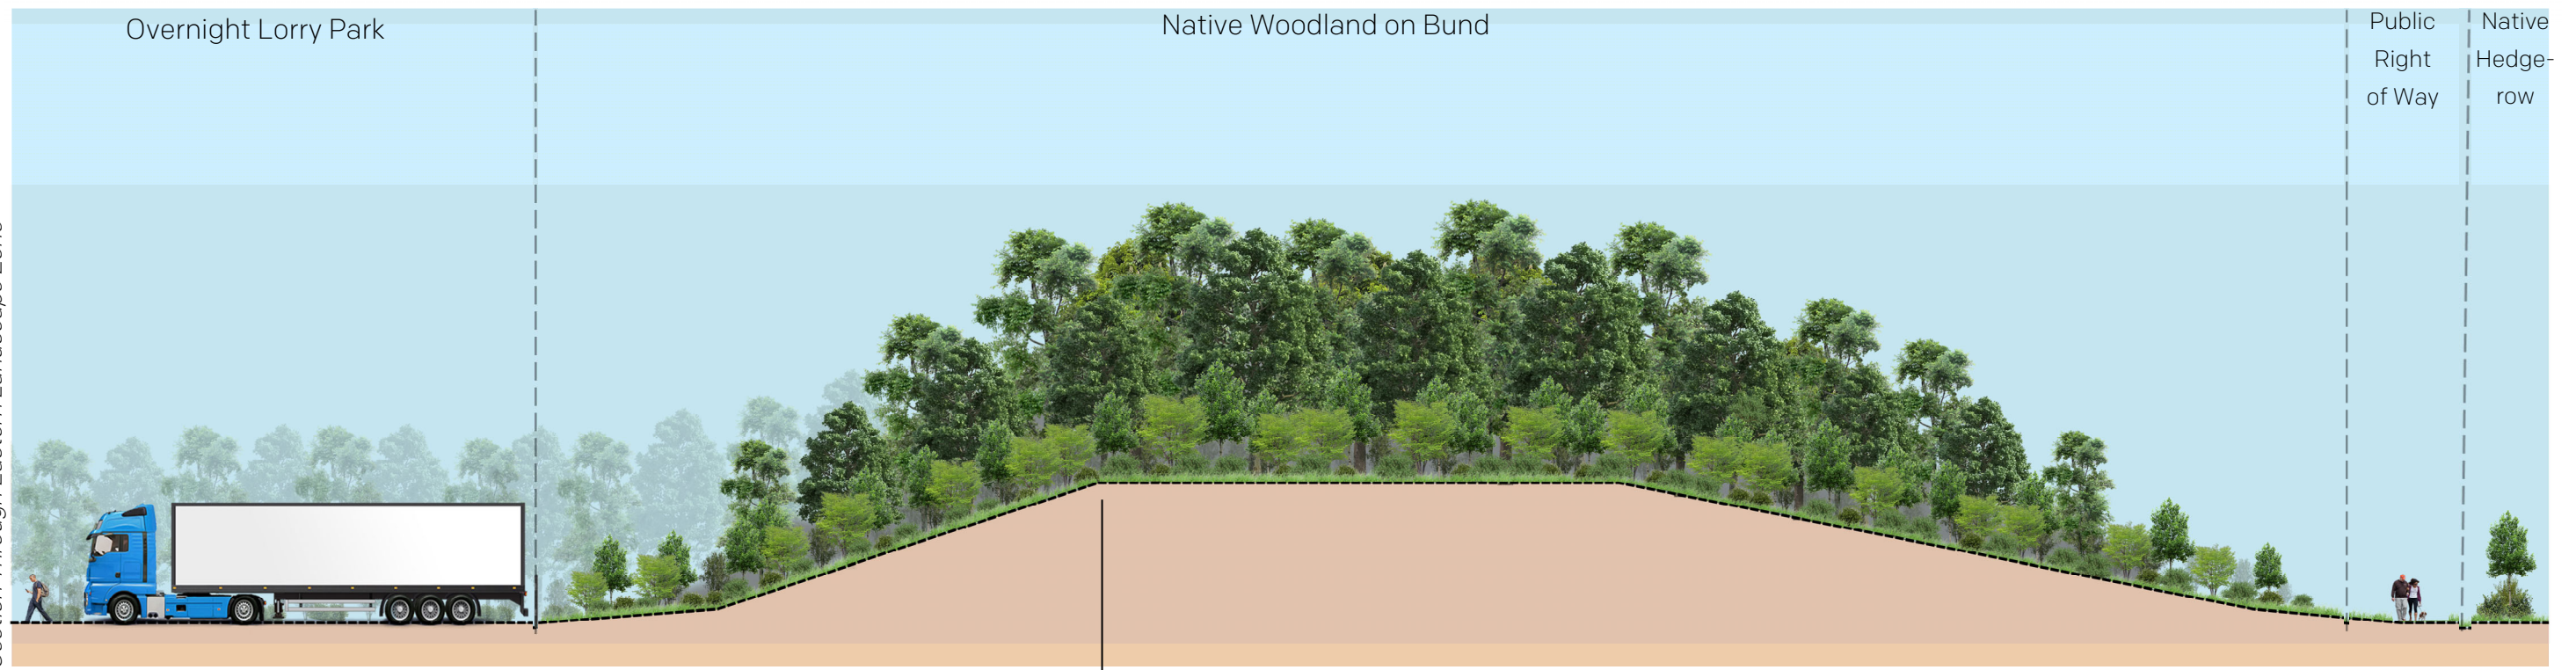 Overnight Lorry Park
Native Woodland on Bund
Public
Right
of Way
Native
Hedge-
row